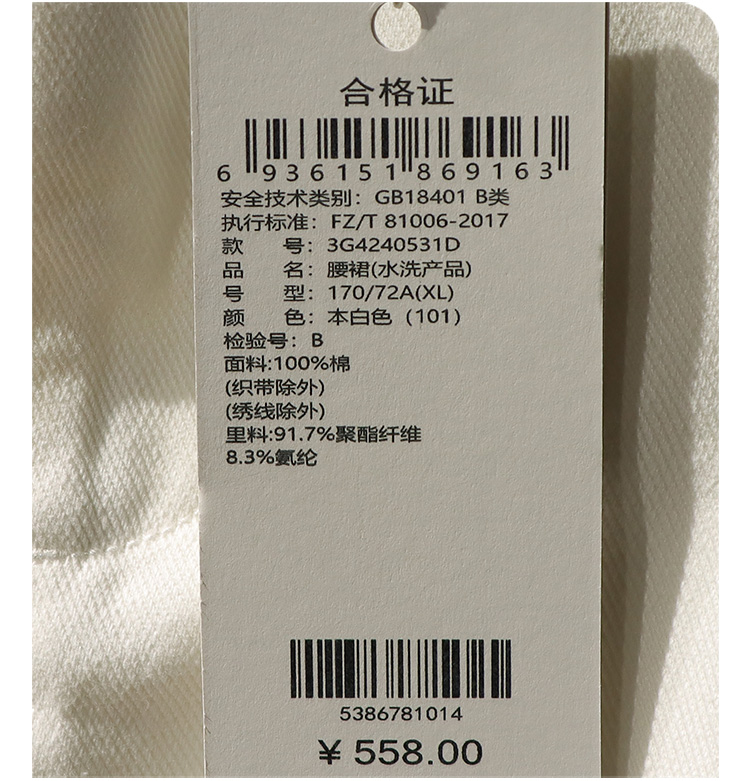 合格证
6 936151 869163
安全技术类别：GB18401 B类
执行标准：FZ/T 81006-2017
款 号：3G4240531D
品 名：腰裙(水洗产品)
号 型：170/72A(XL)
颜 色：本白色（101）
检验号：B
面料:100%棉
(织带除外)
(绣线除外)
里料:91.7%聚酯纤维
8.3%氨纶
5386781014
¥ 558.00